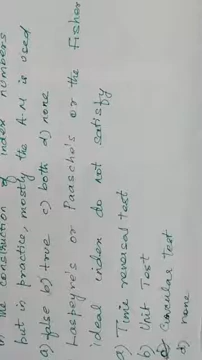 the construction of index numbers
but in practice, mostly the A.M is used
a) false b) true c) both d) none
Laspeyre's or Paasche's or the Fisher
ideal index do not satisfy
a) Time reversal test
b) Unit Test
c) Circular Test
d) none